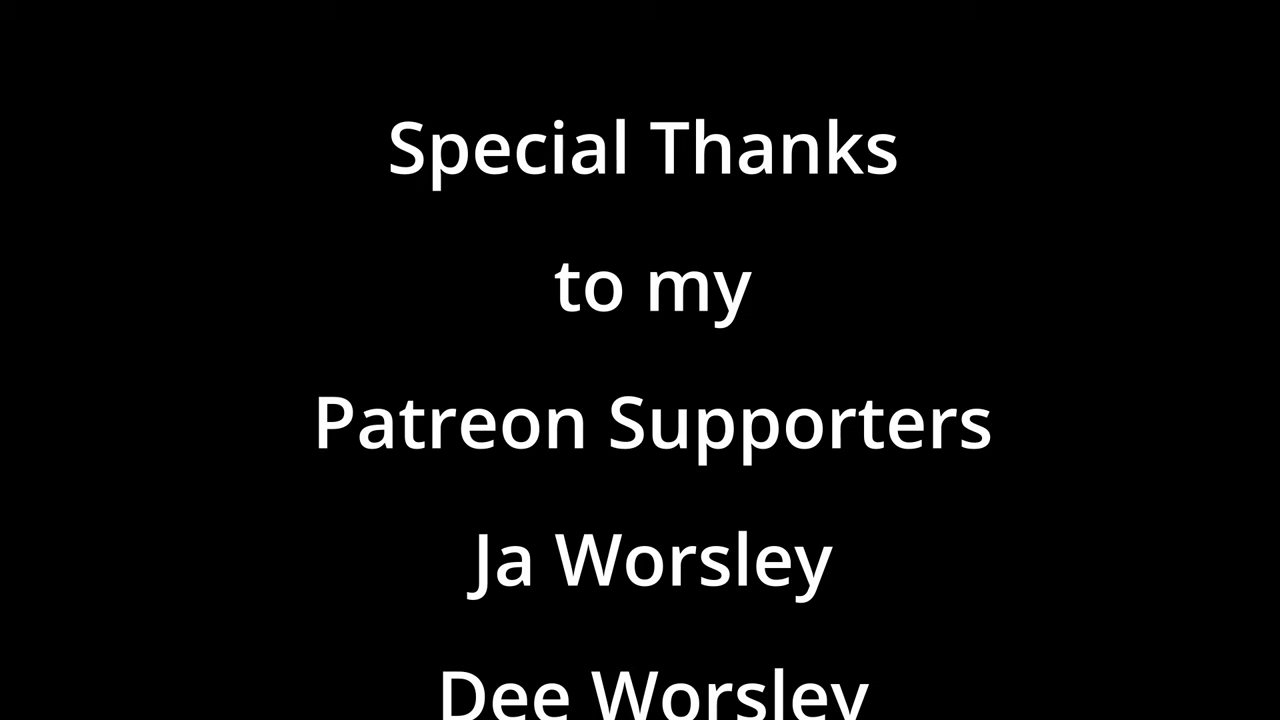 Special Thanks
to my
Patreon Supporters
Ja Worsley
Dee Worsley